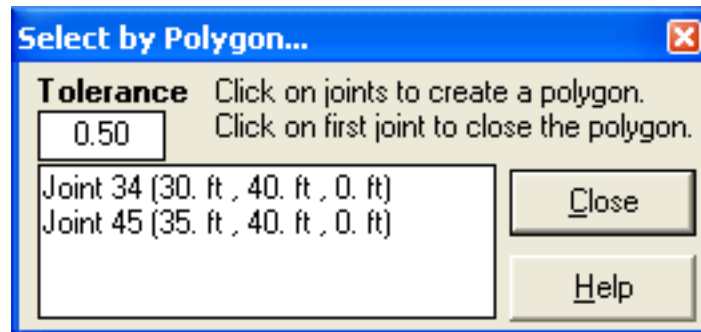 Select by Polygon...
Tolerance
Click on joints to create a polygon.
Click on first joint to close the polygon.
0.50
Joint 34 (30. ft , 40. ft , 0. ft)
Joint 45 (35. ft , 40. ft , 0. ft)
Close
Help